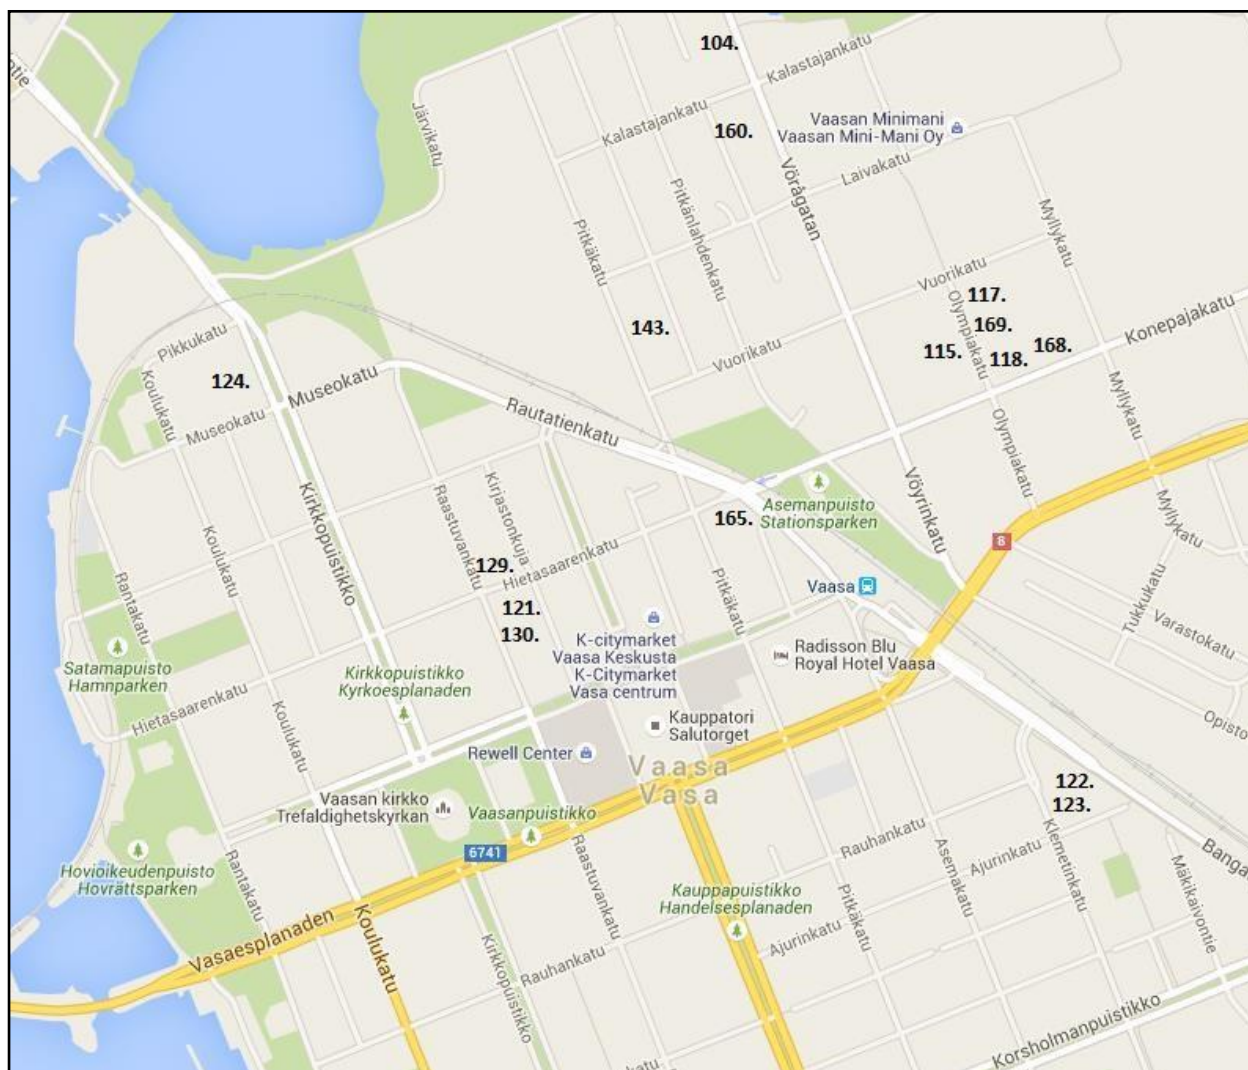 104.
Kalastajankatu
ntie
Järvikatu
Kalastajankatu
160.
Vaasan Minimani
Vaasan Mini-Mani Oy
Laivakatu
Vörågatan
Pitkänlahdenkatu
Pitkäkatu
Myllykatu
Vuorikatu
117.
Olympiakatu
169.
Konepajakatu
143.
Vuorikatu
115.
118.
168.
Pikkukatu
124.
Koulukatu
Museokatu
Museokatu
Rautatienkatu
Olympiakatu
Myllykatu
Kirkkopuistikko
Raastuvankatu
Kirjastonkuja
Vöyrinkatu
Asemanpuisto
Stationsparken
165.
Myllykatu
8
Koulukatu
129.
Hietasaarenkatu
Pitkäkatu
Vaasa
Rantakatu
121.
130.
Tukkukatu
Varastokatu
K-citymarket
Vaasa Keskusta
K-Citymarket
Vasa centrum
Radisson Blu
Royal Hotel Vaasa
Satamapuisto
Hamnparken
Kirkkopuistikko
Kyrkoesplanaden
Hietasaarenkatu
Koulukatu
Opisto
Kauppatori
Salutorget
Rewell Center
Vaasa
Vasa
122.
123.
Vaasan kirkko
Trefaldighetskyrkan
Vaasanpuistikko
Rauhankatu
Klemetinkatu
Banga
6741
Hovioikeudenpuisto
Hovrättsparken
Rantakatu
Raastuvankatu
Asemakatu
Ajurinkatu
Mäkikaivontie
Kauppapuistikko
Handelsesplanaden
Pitkäkatu
Vasaesplanaden
Koulukatu
Kirkkopuistikko
Rauhankatu
Ajurinkatu
Korsholmanpuistikko
katu